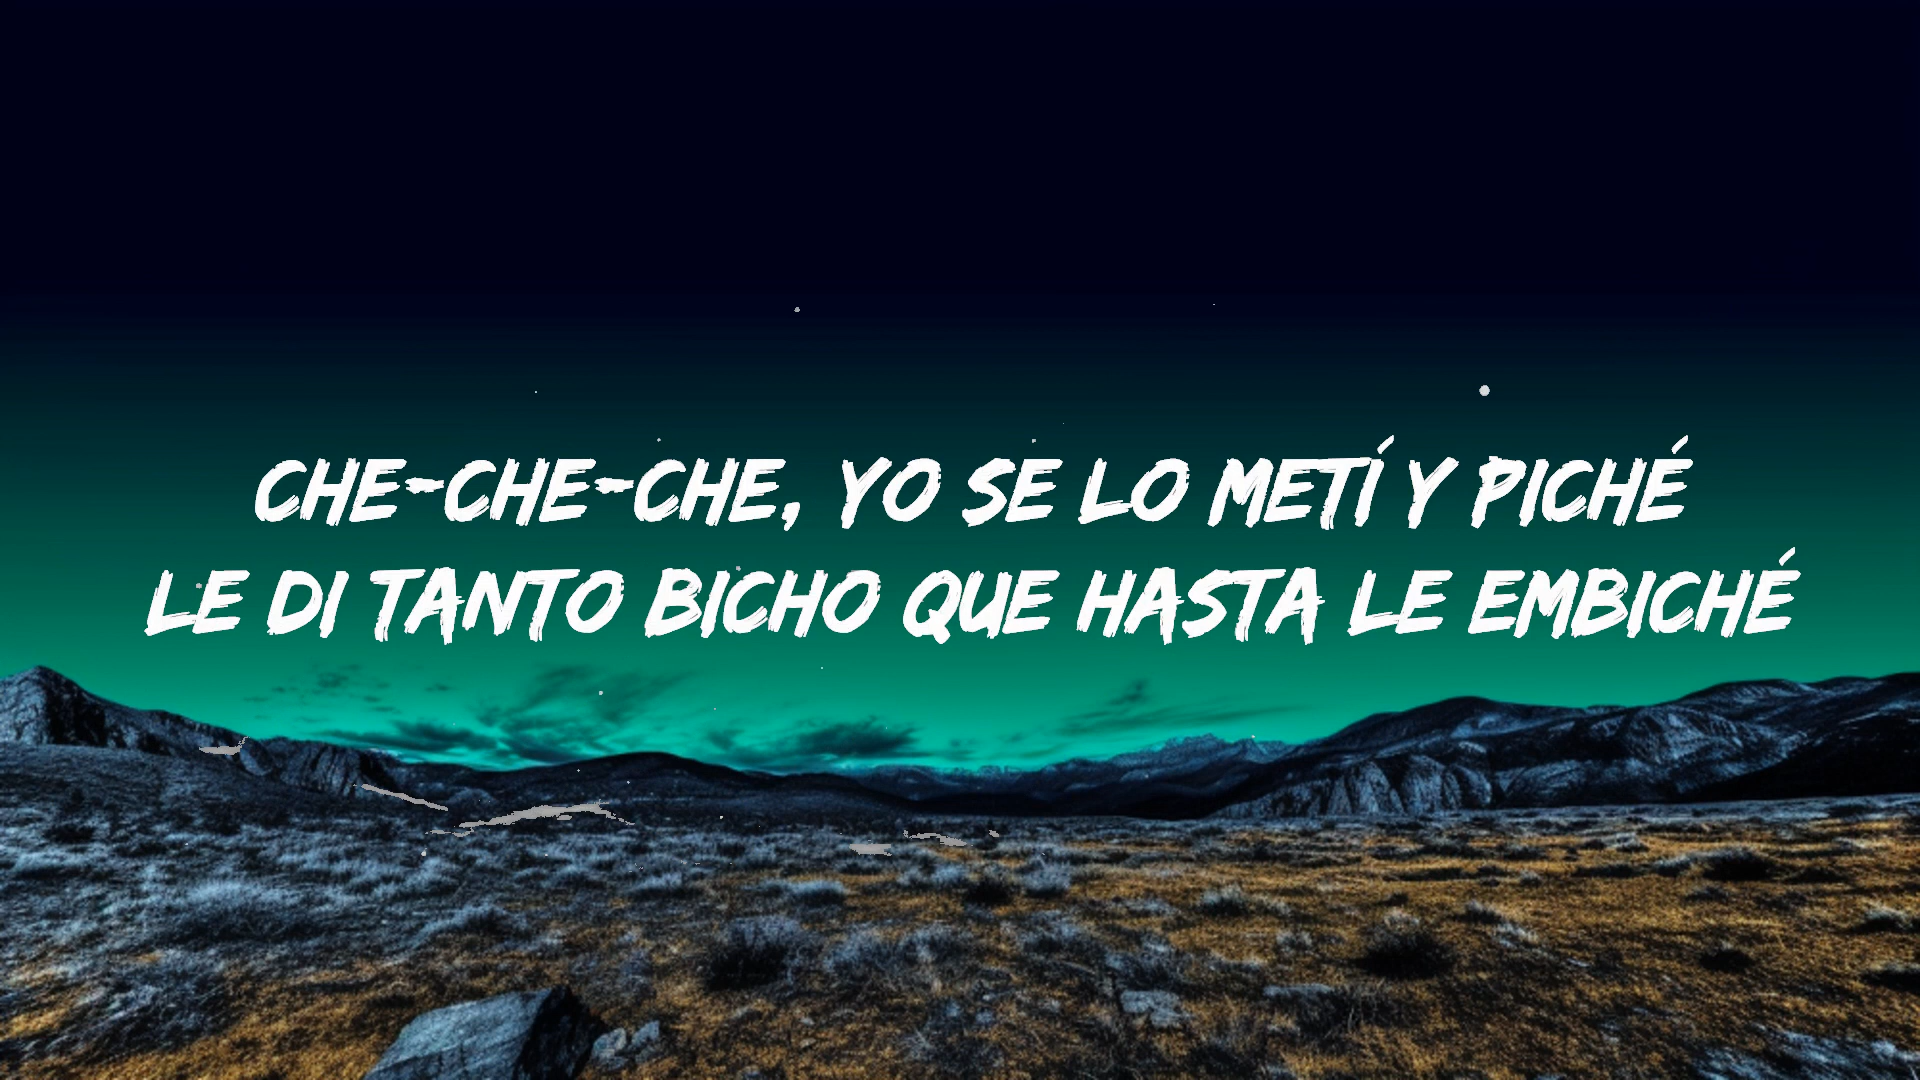 CHE-CHE-CHE, YO SE LO METÍ Y PICHÉ
LE DI TANTO BICHO QUE HASTA LE EMBICHÉ